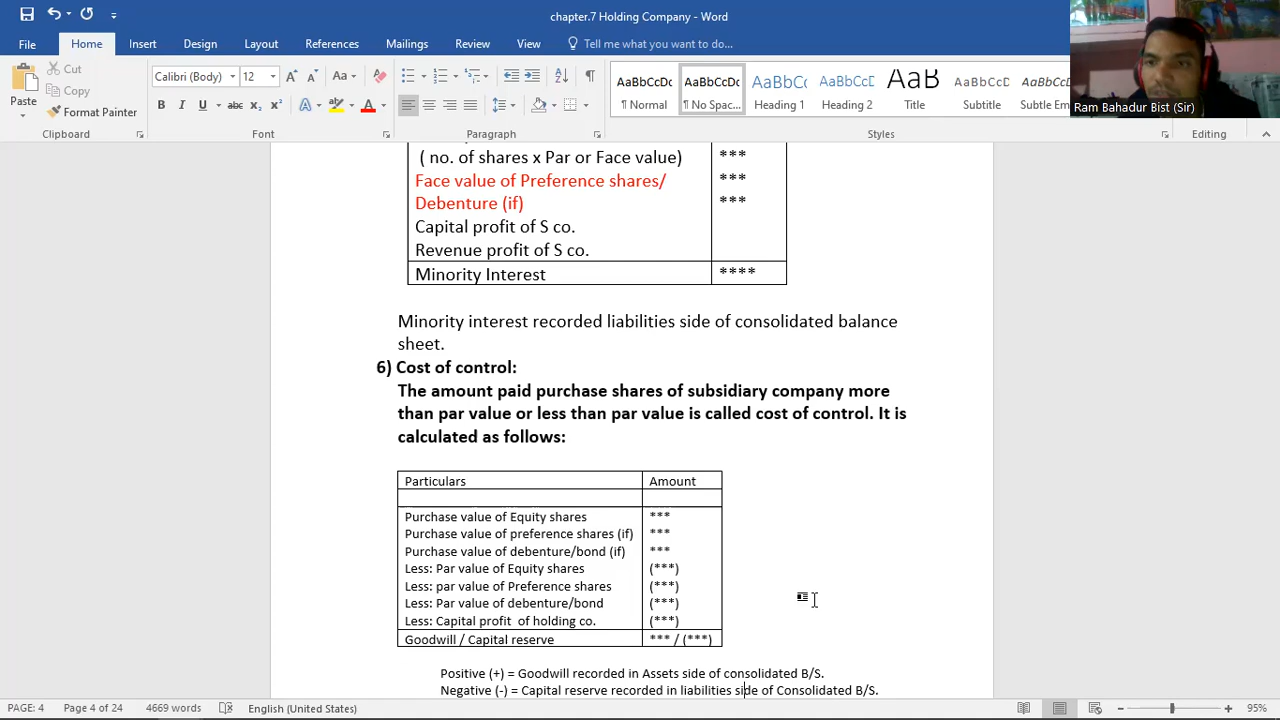 chapter.7 Holding Company - Word
File Home Insert Design Layout References Mailings Review View Tell me what you want to do...
Paste
Cut
Copy
Format Painter
Calibri (Body) 12
AaBbCcDc AaBbCcDc AaBbCc AaBbCcC AaB AaBbCcD AaBbCcDc
¶ Normal ¶ No Spac... Heading 1 Heading 2 Title Subtitle Subtle Em
Clipboard Font Paragraph Styles Editing
Ram Bahadur Bist (Sir)
( no. of shares x Par or Face value) ***
Face value of Preference shares/ ***
Debenture (if) ***
Capital profit of S co.
Revenue profit of S co.
Minority Interest ****
Minority interest recorded liabilities side of consolidated balance
sheet.
6) Cost of control:
The amount paid purchase shares of subsidiary company more
than par value or less than par value is called cost of control. It is
calculated as follows:
Particulars Amount
Purchase value of Equity shares ***
Purchase value of preference shares (if) ***
Purchase value of debenture/bond (if) ***
Less: Par value of Equity shares (***)
Less: par value of Preference shares (***)
Less: Par value of debenture/bond (***)
Less: Capital profit of holding co. (***)
Goodwill / Capital reserve *** / (***)
Positive (+) = Goodwill recorded in Assets side of consolidated B/S.
Negative (-) = Capital reserve recorded in liabilities side of Consolidated B/S.
PAGE: 4 Page 4 of 24 4669 words English (United States) 95%